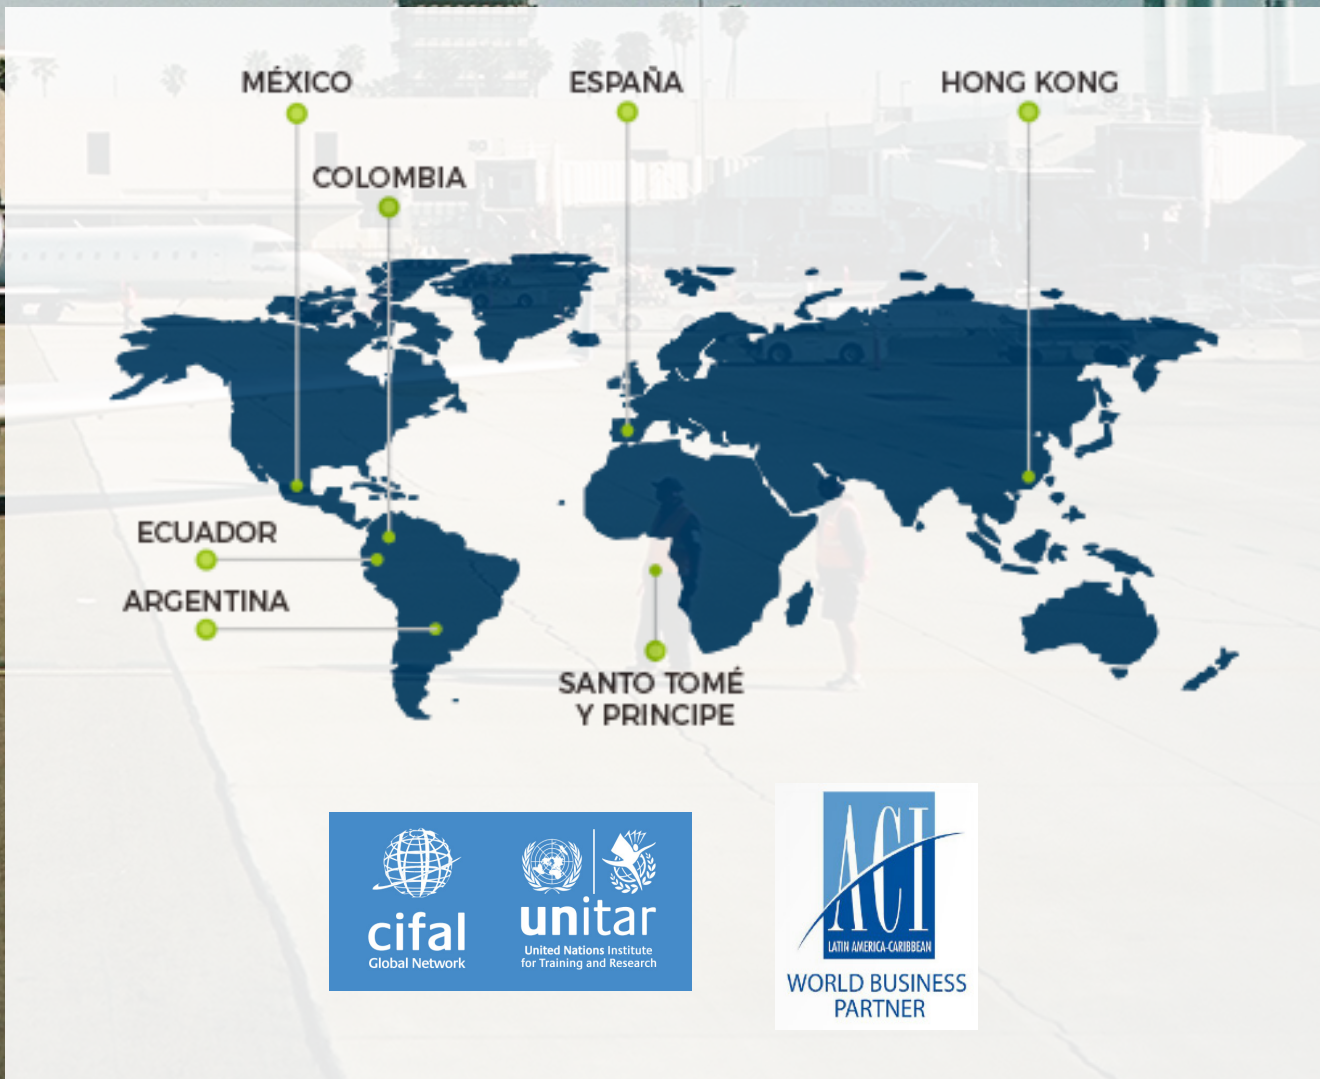 MÉXICO
ESPAÑA
HONG KONG
COLOMBIA
ECUADOR
ARGENTINA
SANTO TOMÉ
Y PRINCIPE
cifal
Global Network
unitar
United Nations Institute
for Training and Research
ACI
LATIN AMERICA-CARIBBEAN
WORLD BUSINESS
PARTNER